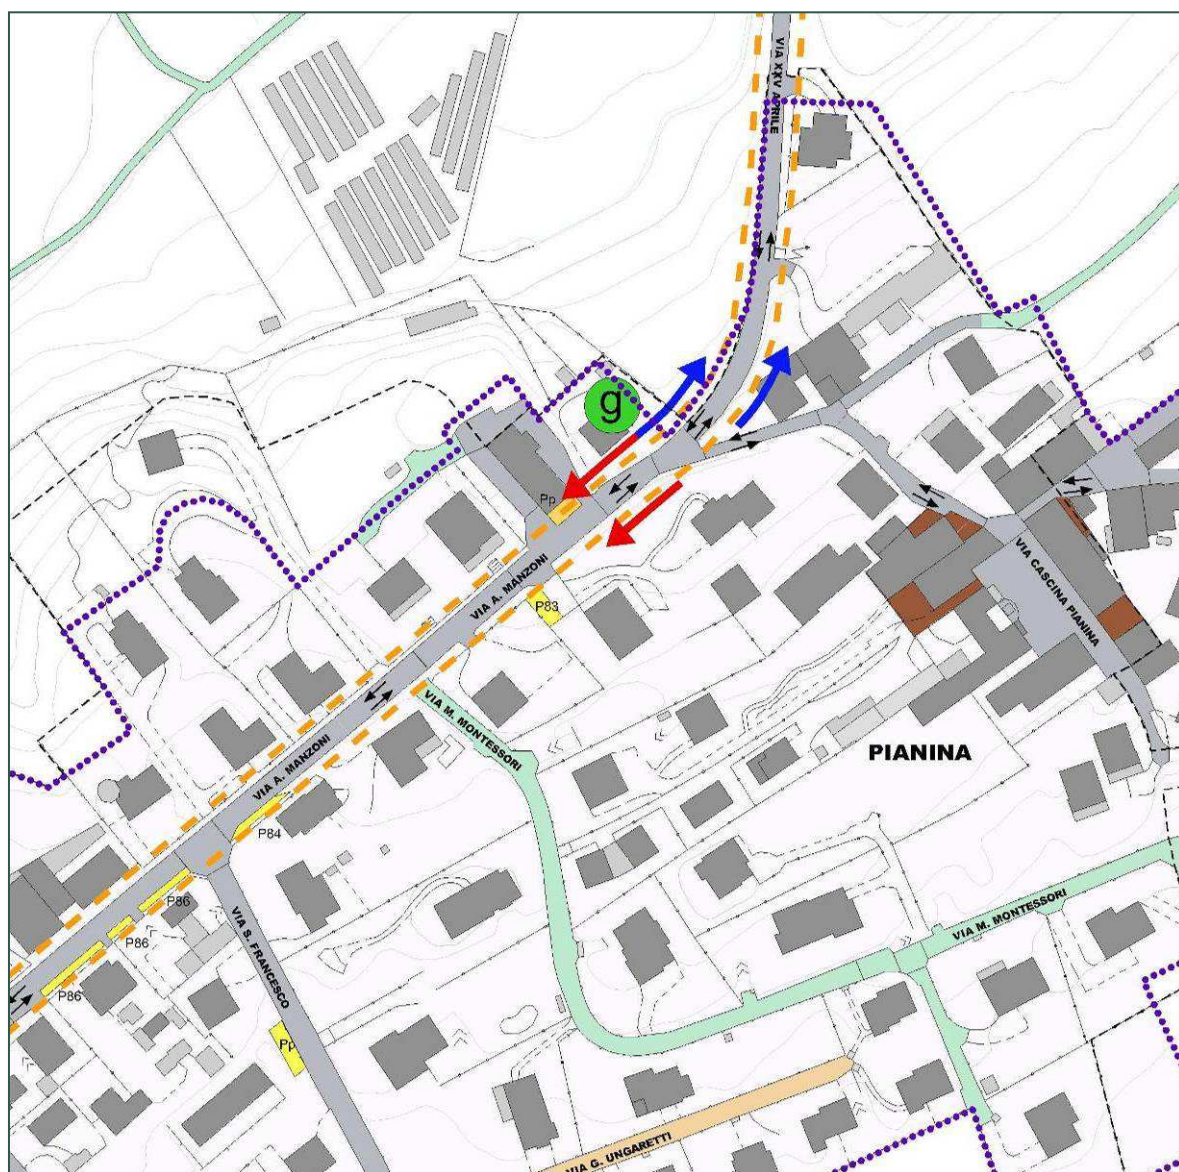 VIA XXV APRILE
g
Pp
VIA A. MANZONI
P83
VIA CASCINA PIANINA
VIA M. MONTESSORI
PIANINA
VIA A. MANZONI
P84
P86
VIA S. FRANCESCO
VIA M. MONTESSORI
P86
P86
Pp
VIA G. UNGARETTI